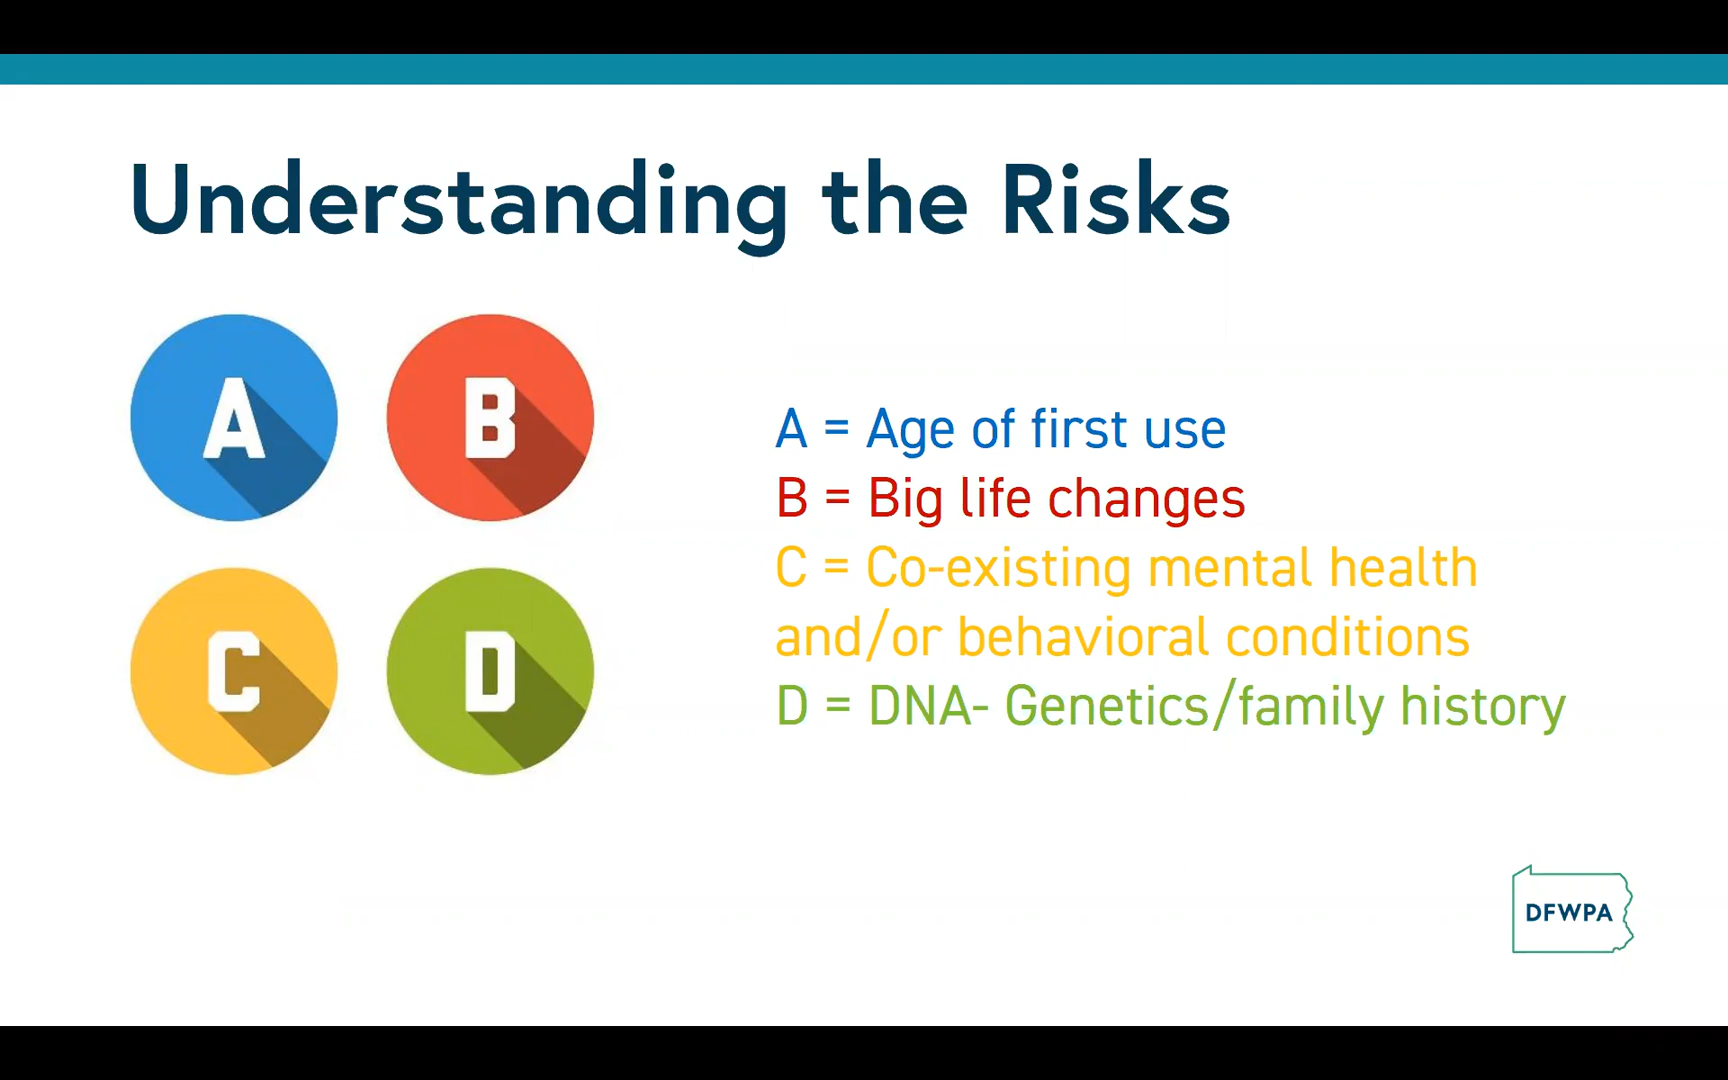 Understanding the Risks
A B
C D
A = Age of first use
B = Big life changes
C = Co-existing mental health
and/or behavioral conditions
D = DNA- Genetics/family history
DFWPA